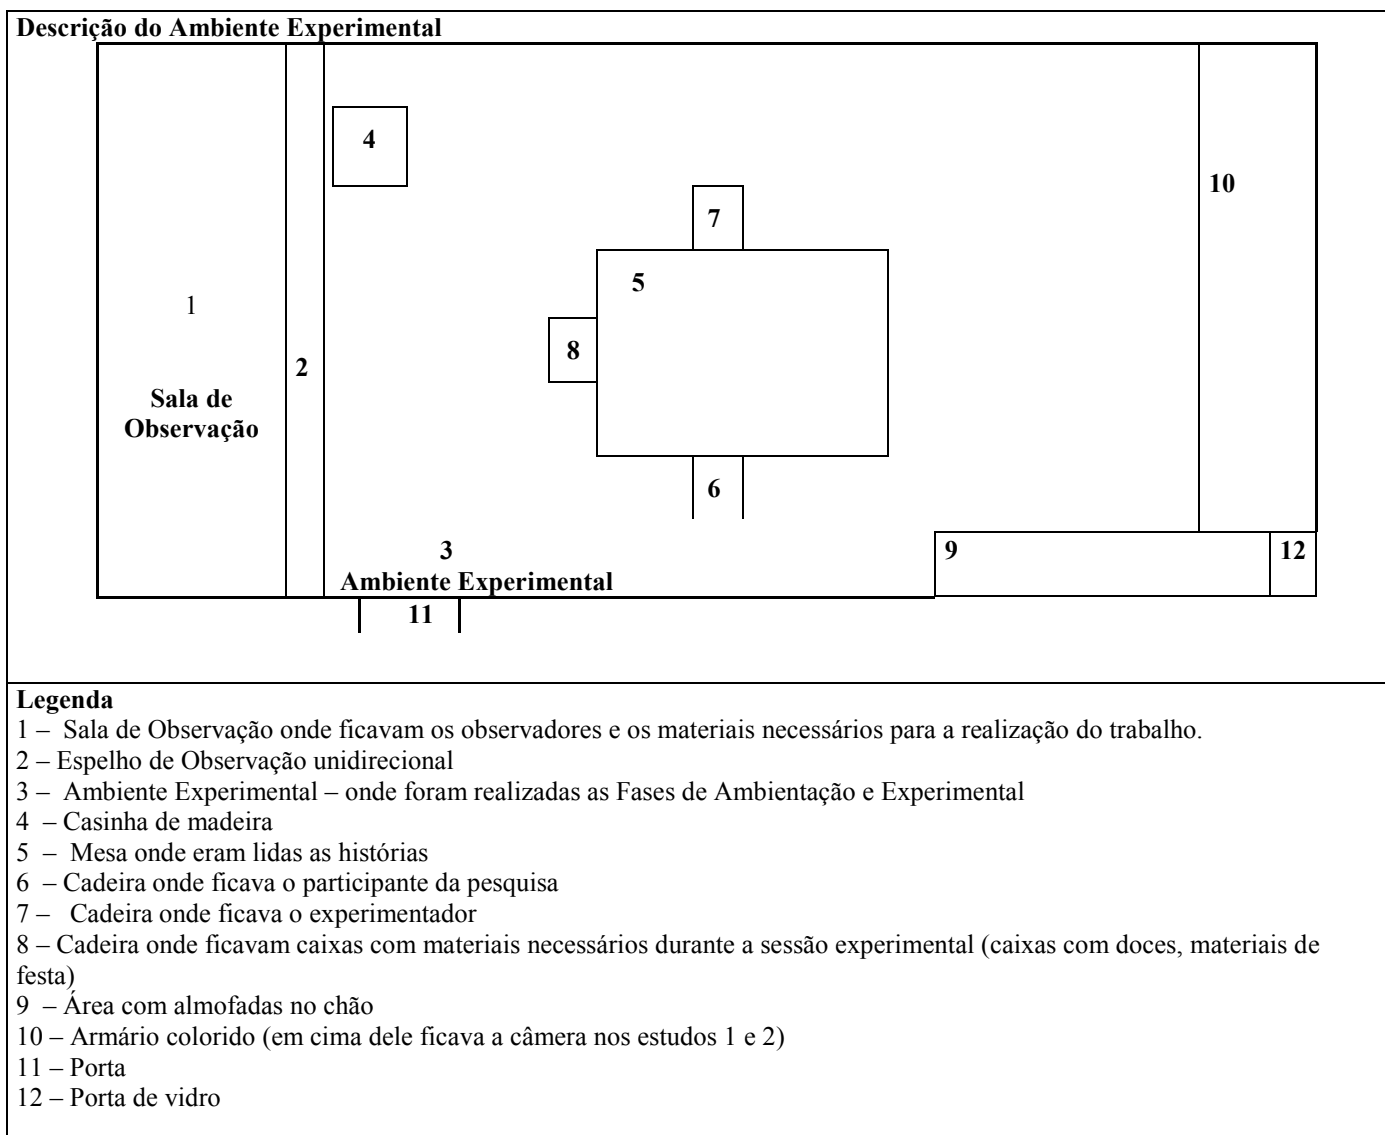 Descrição do Ambiente Experimental
4
10
7
5
1
8
2
Sala de
Observação
6
3
9
12
Ambiente Experimental
11
Legenda
1 – Sala de Observação onde ficavam os observadores e os materiais necessários para a realização do trabalho.
2 – Espelho de Observação unidirecional
3 – Ambiente Experimental – onde foram realizadas as Fases de Ambientação e Experimental
4 – Casinha de madeira
5 – Mesa onde eram lidas as histórias
6 – Cadeira onde ficava o participante da pesquisa
7 – Cadeira onde ficava o experimentador
8 – Cadeira onde ficavam caixas com materiais necessários durante a sessão experimental (caixas com doces, materiais de
festa)
9 – Área com almofadas no chão
10 – Armário colorido (em cima dele ficava a câmera nos estudos 1 e 2)
11 – Porta
12 – Porta de vidro